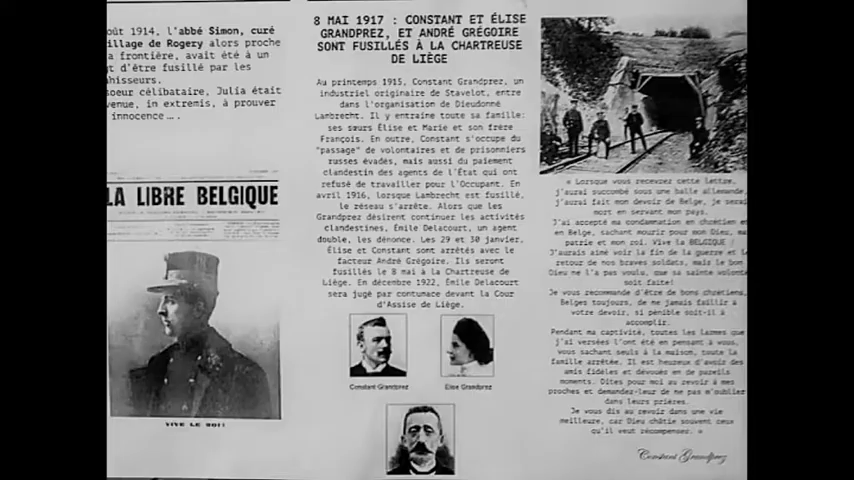 oût 1914, l'abbé Simon, curé
illage de Rogery alors proche
a frontière, avait été à un
t d'être fusillé par les
ahisseurs.
soeur célibataire, Julia était
venue, in extremis, à prouver
innocence ….
LA LIBRE BELGIQUE
VIVE LE ROI!
8 MAI 1917 : CONSTANT ET ÉLISE
GRANDPREZ, ET ANDRÉ GRÉGOIRE
SONT FUSILLÉS À LA CHARTREUSE
DE LIÈGE
Au printemps 1915, Constant Grandprez, un
industriel originaire de Stavelot, entre
dans l'organisation de Dieudonné
Lambrecht. Il y entraine toute sa famille:
ses sœurs Élise et Marie et son frère
François. En outre, Constant s'occupe du
"passage" de volontaires et de prisonniers
russes évadés, mais aussi du paiement
clandestin des agents de l'État qui ont
refusé de travailler pour l'Occupant. En
avril 1916, lorsque Lambrecht est fusillé,
le réseau s'arrête. Alors que les
Grandprez désirent continuer les activités
clandestines, Émile Delacourt, un agent
double, les dénonce. Les 29 et 30 janvier,
Élise et Constant sont arrêtés avec le
facteur André Grégoire. Ils seront
fusillés le 8 mai à la Chartreuse de
Liège. En décembre 1922, Émile Delacourt
sera jugé par contumace devant la Cour
d'Assise de Liège.
Constant Grandprez
Elise Grandprez
« Lorsque vous recevrez cette lettre,
j'aurai succombé sous une balle allemande,
j'aurai fait mon devoir de Belge, je serai
mort en servant mon pays.
J'ai accepté ma condamnation en chrétien et
en Belge, sachant mourir pour mon Dieu, ma
patrie et mon roi. Vive la BELGIQUE !
J'aurais aimé voir la fin de la guerre et le
retour de nos braves soldats, mais le bon
Dieu ne l'a pas voulu, que sa sainte volonté
soit faite!
Je vous recommande d'être de bons chrétiens,
Belges toujours, de ne jamais faillir à
votre devoir, si pénible soit-il à
accomplir.
Pendant ma captivité, toutes les larmes que
j'ai versées l'ont été en pensant à vous,
vous sachant seuls à la maison, toute la
famille arrêtée. Il est heureux d'avoir des
amis fidèles et dévoués en de pareils
moments. Dites pour moi au revoir à mes
proches et demandez-leur de ne pas m'oublier
dans leurs prières.
Je vous dis au revoir dans une vie
meilleure, car Dieu châtie souvent ceux
qu'il veut récompenser. »
Constant Grandprez